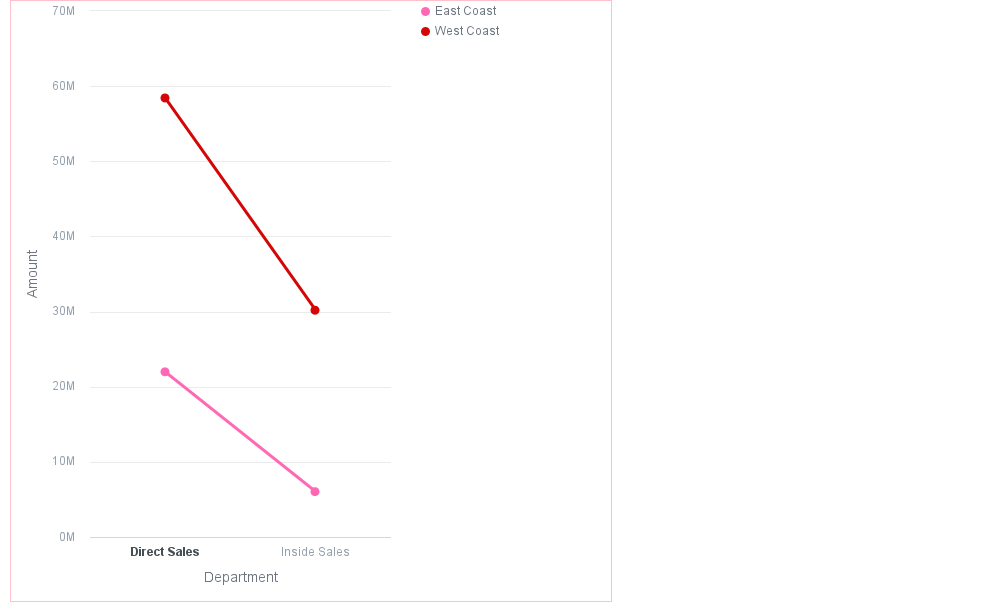 70M
60M
50M
40M
30M
20M
10M
0M
Amount
Direct Sales
Inside Sales
Department
East Coast
West Coast